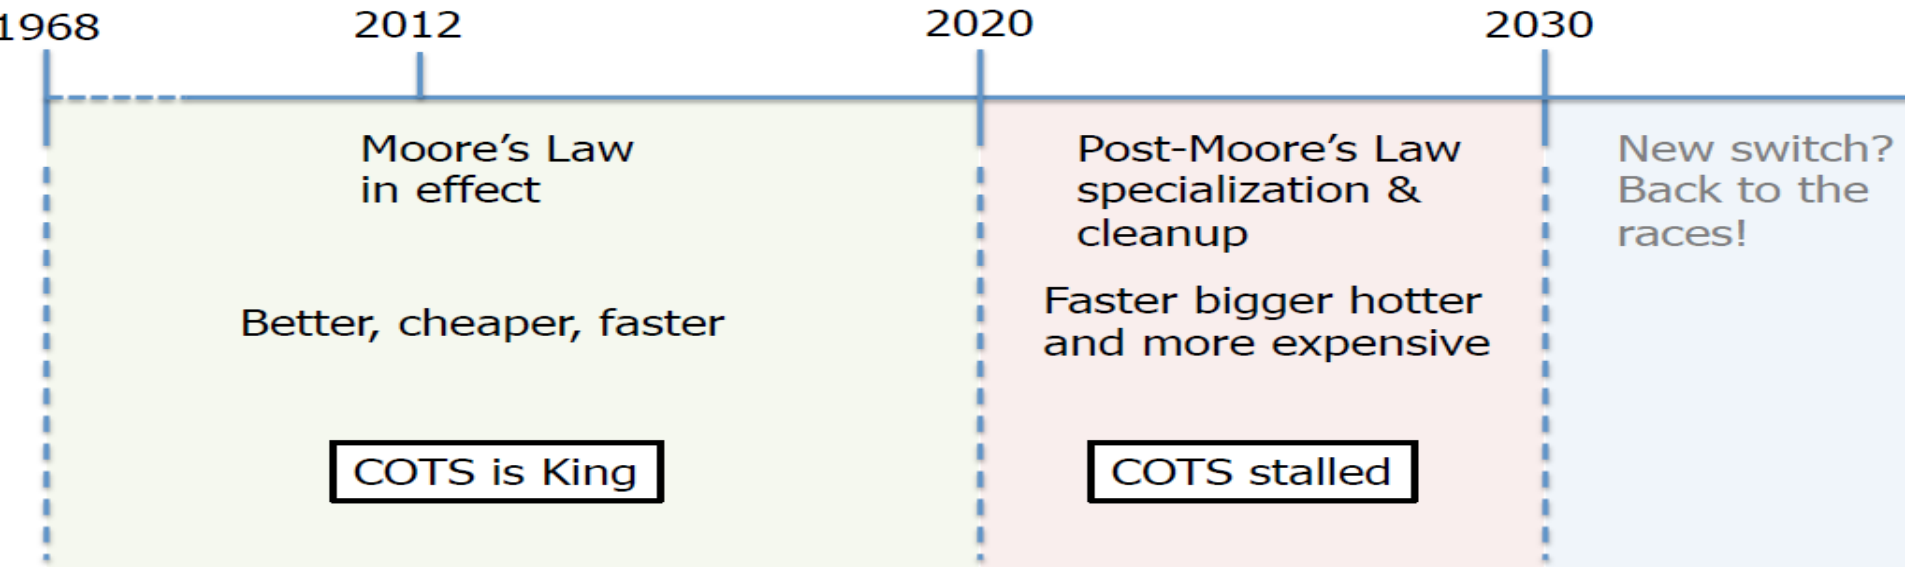 1968
2012
2020
2030
Moore’s Law
in effect
Better, cheaper, faster
COTS is King
Post-Moore’s Law
specialization &
cleanup
Faster bigger hotter
and more expensive
COTS stalled
New switch?
Back to the
races!